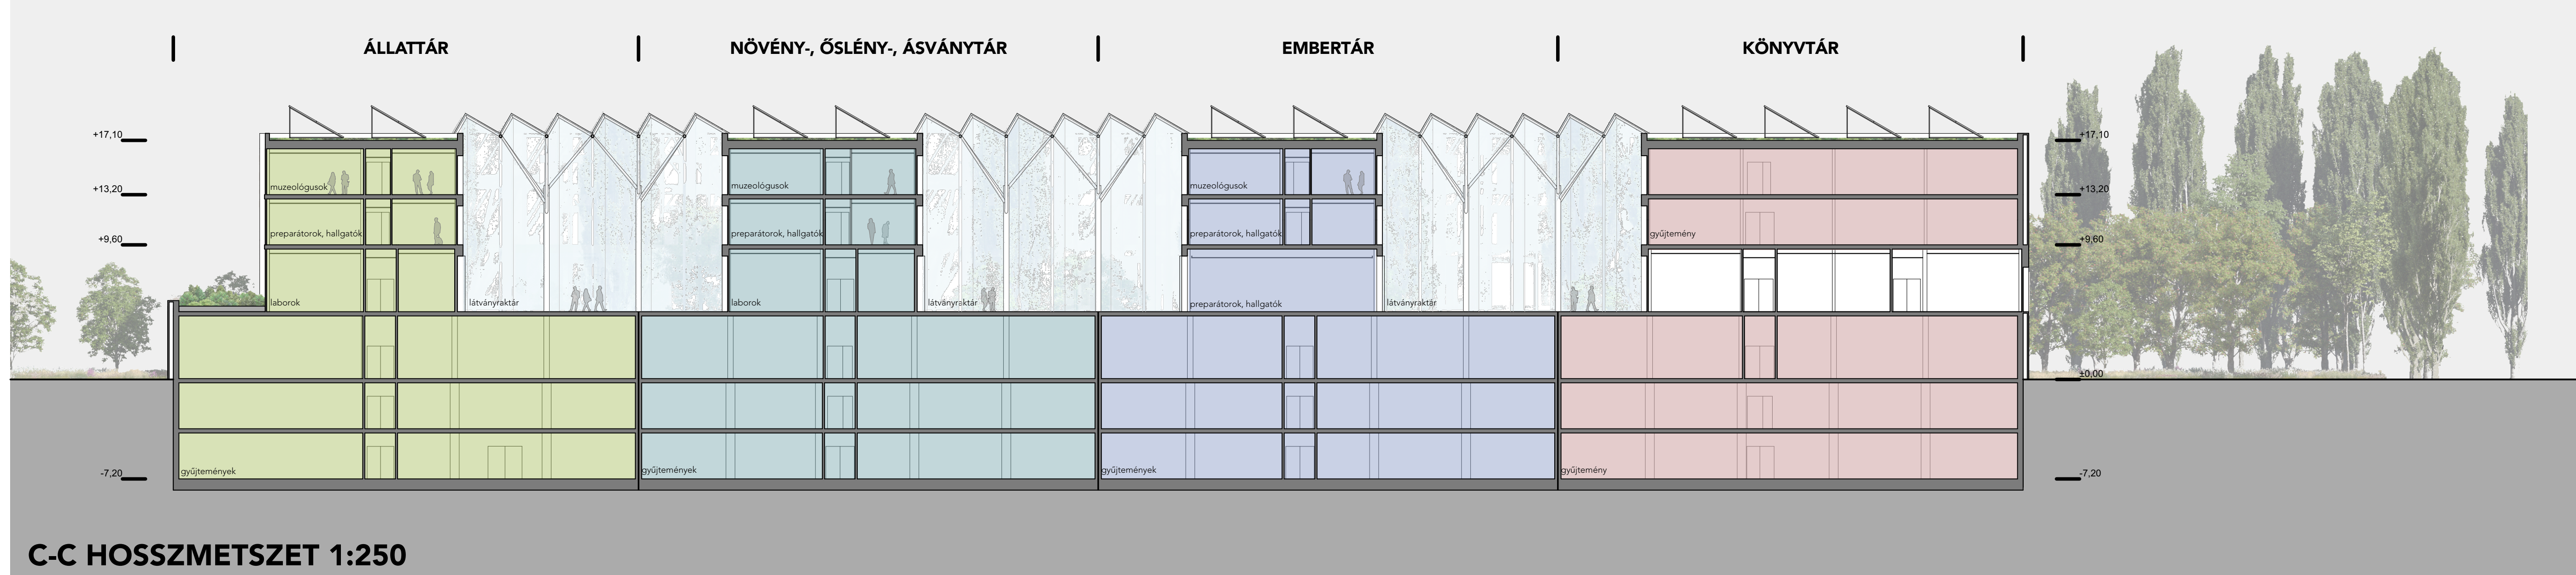 ÁLLATTÁR NÖVÉNY-, ŐSLÉNY-, ÁSVÁNYTÁR EMBERTÁR KÖNYVTÁR
+17,10 +17,10
muzeológusok muzeológusok muzeológusok
+13,20 +13,20
preparátorok, hallgatók preparátorok, hallgatók preparátorok, hallgatók gyűjtemény
+9,60 +9,60
laborok látványraktár laborok látványraktár preparátorok, hallgatók látványraktár
±0,00
gyűjtemények gyűjtemények gyűjtemények gyűjtemény
-7,20 -7,20
C-C HOSSZMETSZET 1:250